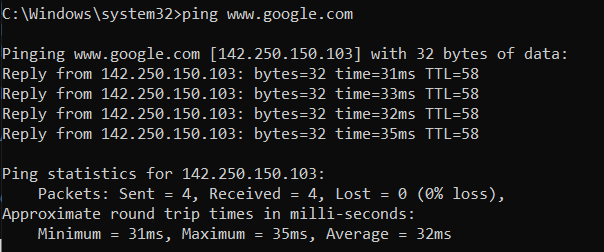 C:\Windows\system32>ping www.google.com
Pinging www.google.com [142.250.150.103] with 32 bytes of data:
Reply from 142.250.150.103: bytes=32 time=31ms TTL=58
Reply from 142.250.150.103: bytes=32 time=33ms TTL=58
Reply from 142.250.150.103: bytes=32 time=32ms TTL=58
Reply from 142.250.150.103: bytes=32 time=35ms TTL=58
Ping statistics for 142.250.150.103:
    Packets: Sent = 4, Received = 4, Lost = 0 (0% loss),
Approximate round trip times in milli-seconds:
    Minimum = 31ms, Maximum = 35ms, Average = 32ms